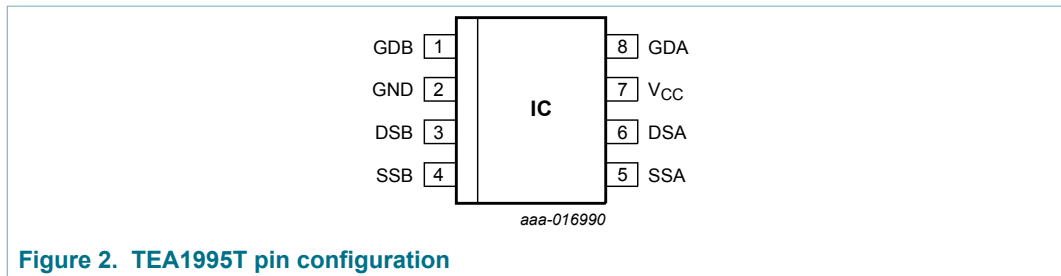 GDB 1 8 GDA
GND 2 7 VCC
IC
DSB 3 6 DSA
SSB 4 5 SSA
aaa-016990
Figure 2. TEA1995T pin configuration